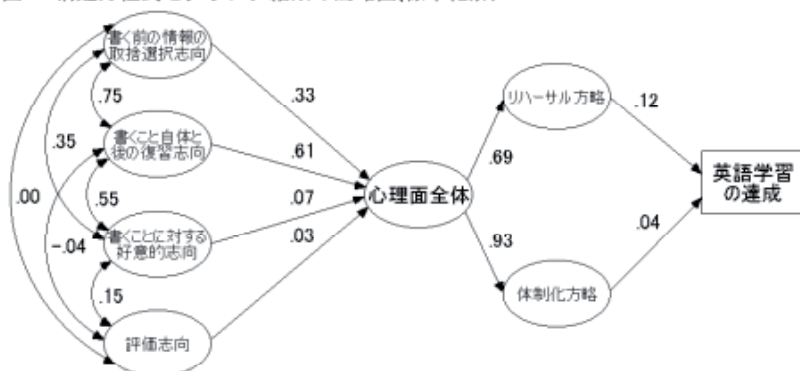 書く前の情報の
取捨選択志向
.75
.35
書くこと自体と
後の復習志向
.00
.55
-.04
書くことに対する
好意的志向
.15
評価志向
.33
.61
.07
.03
心理面全体
.69
.93
リハーサル方略
体制化方略
.12
.04
英語学習
の達成